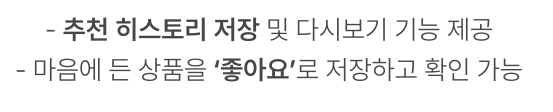 - 추천 히스토리 저장 및 다시보기 기능 제공
- 마음에 든 상품을 ‘좋아요’로 저장하고 확인 가능